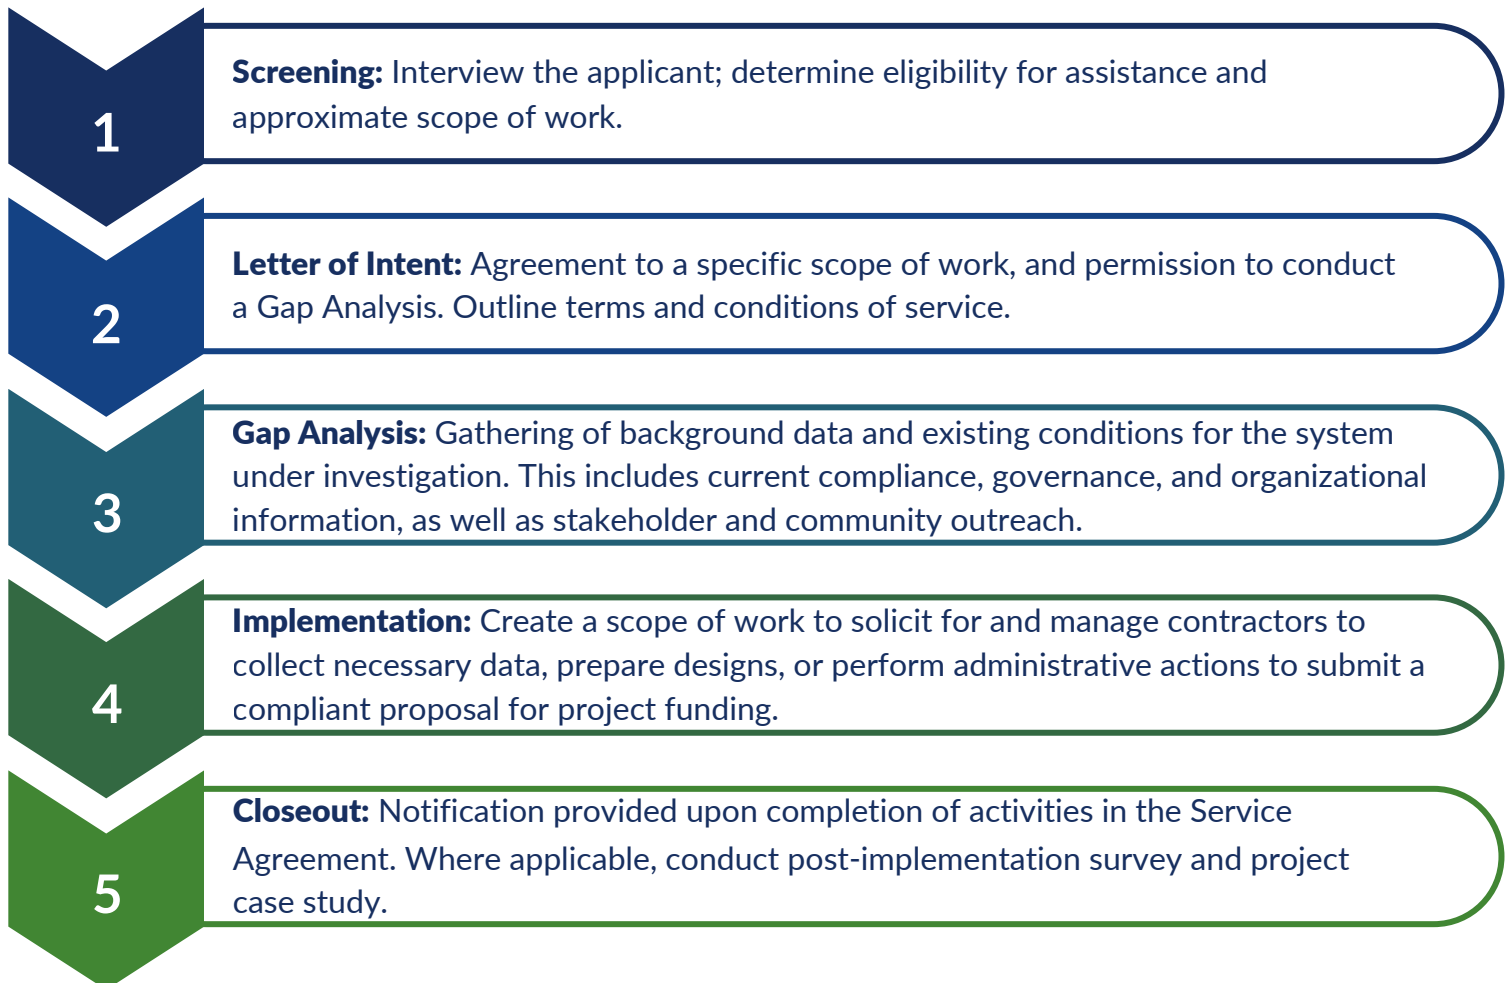 1
Screening: Interview the applicant; determine eligibility for assistance and
approximate scope of work.
2
Letter of Intent: Agreement to a specific scope of work, and permission to conduct
a Gap Analysis. Outline terms and conditions of service.
3
Gap Analysis: Gathering of background data and existing conditions for the system
under investigation. This includes current compliance, governance, and organizational
information, as well as stakeholder and community outreach.
4
Implementation: Create a scope of work to solicit for and manage contractors to
collect necessary data, prepare designs, or perform administrative actions to submit a
compliant proposal for project funding.
5
Closeout: Notification provided upon completion of activities in the Service
Agreement. Where applicable, conduct post-implementation survey and project
case study.